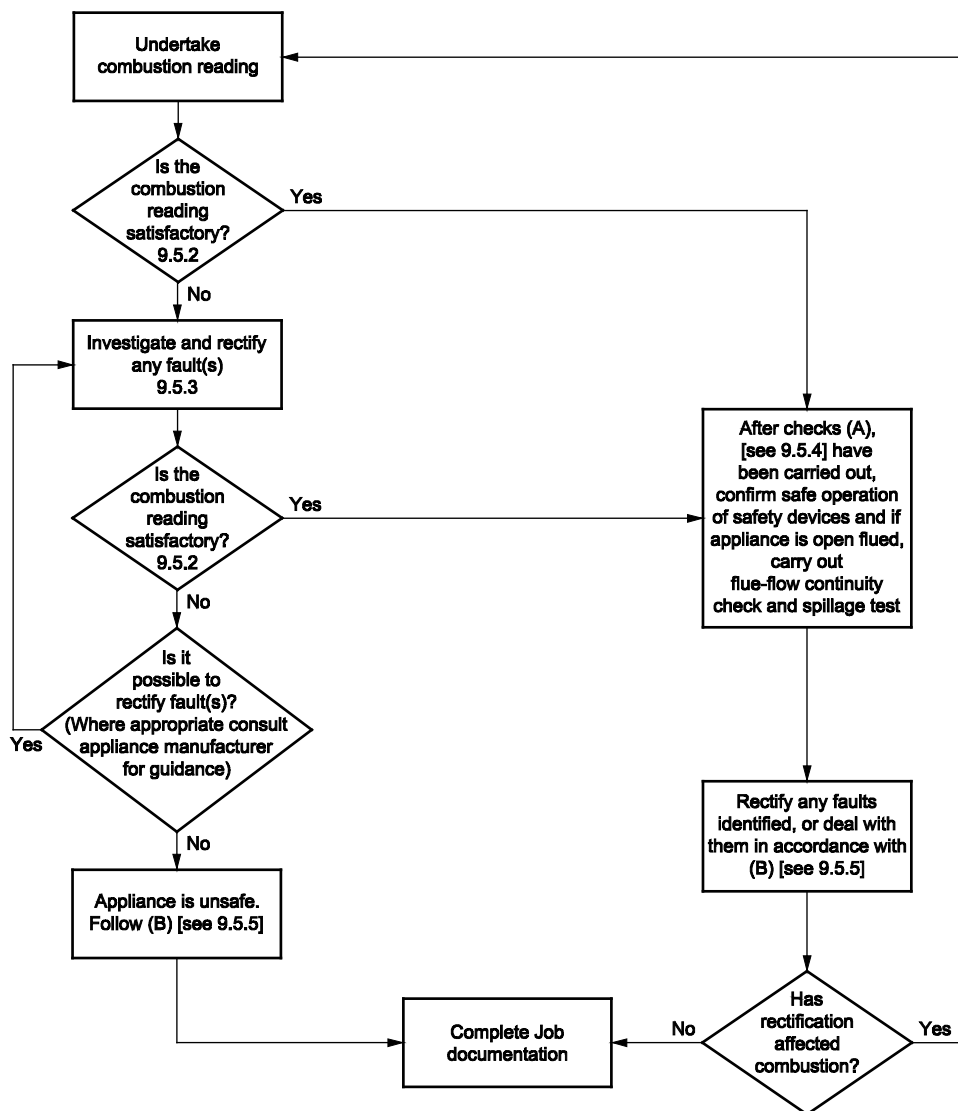 Undertake
combustion reading
Is the
combustion
reading
satisfactory?
9.5.2
Yes
No
Investigate and rectify
any fault(s)
9.5.3
Is the
combustion
reading
satisfactory?
9.5.2
Yes
No
After checks (A),
[see 9.5.4] have
been carried out,
confirm safe operation
of safety devices and if
appliance is open flued,
carry out
flue-flow continuity
check and spillage test
Is it
possible to
rectify fault(s)?
(Where appropriate consult
appliance manufacturer
for guidance)
Yes
No
Rectify any faults
identified, or deal with
them in accordance with
(B) [see 9.5.5]
Appliance is unsafe.
Follow (B) [see 9.5.5]
Has
rectification
affected
combustion?
No
Yes
Complete Job
documentation